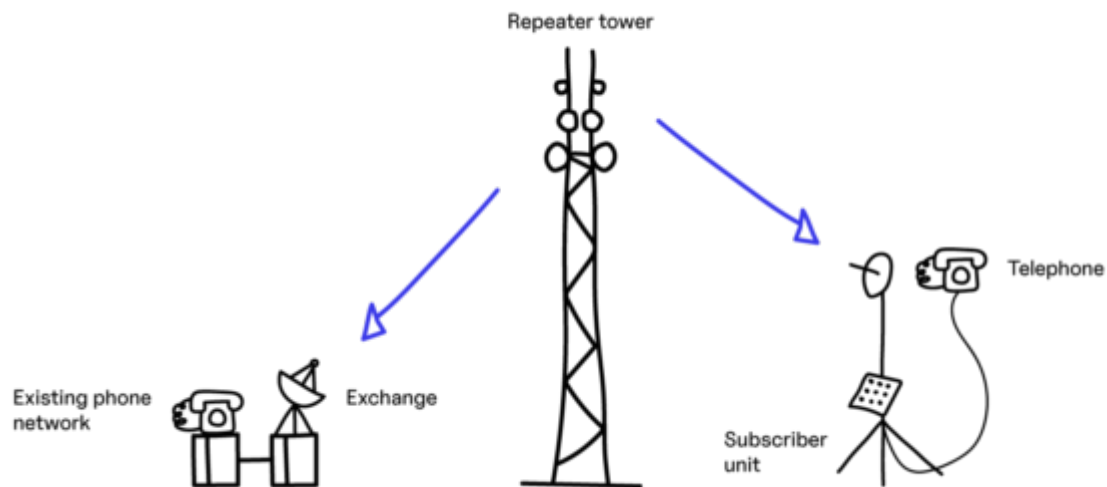 Repeater tower
Telephone
Existing phone
network
Exchange
Subscriber
unit